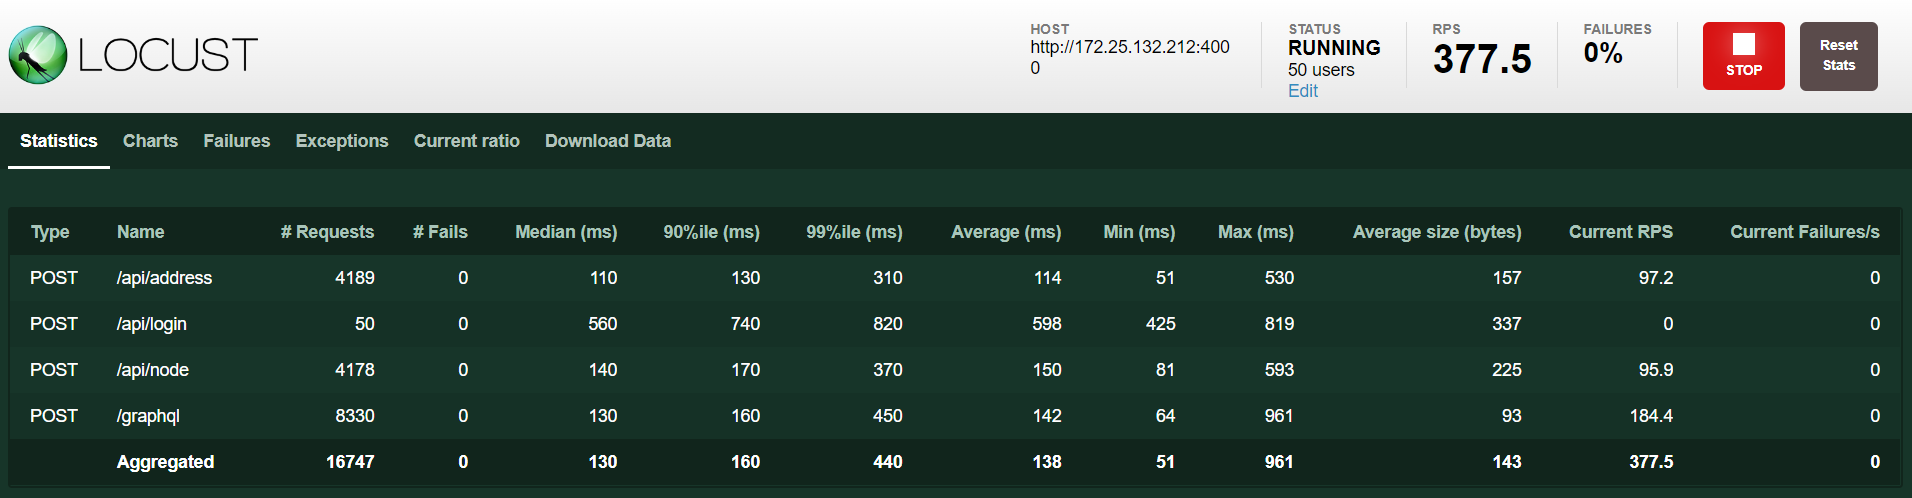 LOCUST
HOST
http://172.25.132.212:400
0
STATUS
RUNNING
50 users
Edit
RPS
377.5
FAILURES
0%
STOP
Reset
Stats
Statistics Charts Failures Exceptions Current ratio Download Data
Type Name # Requests # Fails Median (ms) 90%ile (ms) 99%ile (ms) Average (ms) Min (ms) Max (ms) Average size (bytes) Current RPS Current Failures/s
POST /api/address 4189 0 110 130 310 114 51 530 157 97.2 0
POST /api/login 50 0 560 740 820 598 425 819 337 0 0
POST /api/node 4178 0 140 170 370 150 81 593 225 95.9 0
POST /graphql 8330 0 130 160 450 142 64 961 93 184.4 0
Aggregated 16747 0 130 160 440 138 51 961 143 377.5 0